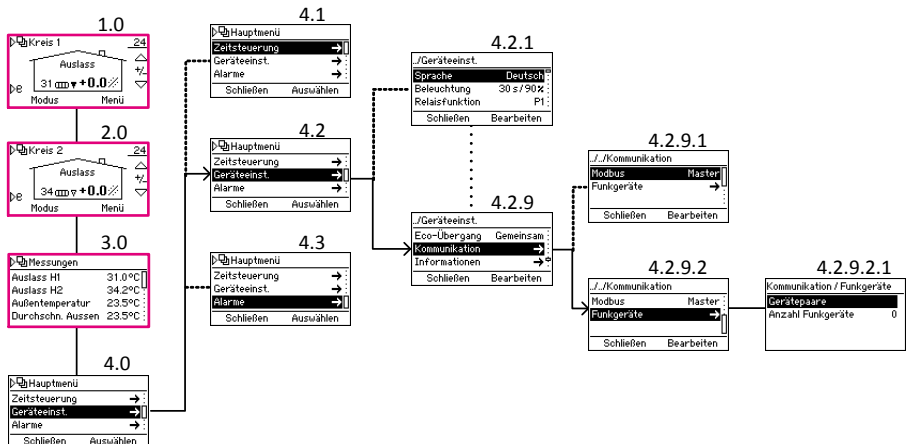 1.0
Kreis 1 24
Auslass
31 +0.0
+/-
e
Modus Menü
2.0
Kreis 2 24
Auslass
34 +0.0
+/-
e
Modus Menü
3.0
Messungen
Auslass H1 31.0°C
Auslass H2 34.2°C
Außentemperatur 23.5°C
Durchschn. Aussen 23.5°C
4.0
Hauptmenü
Zeitsteuerung →
Geräteeinst. →
Alarme →
Schließen Auswählen
4.1
Hauptmenü
Zeitsteuerung →
Geräteeinst. →
Alarme →
Schließen Auswählen
4.2
Hauptmenü
Zeitsteuerung →
Geräteeinst. →
Alarme →
Schließen Auswählen
4.3
Hauptmenü
Zeitsteuerung →
Geräteeinst. →
Alarme →
Schließen Auswählen
4.2.1
../Geräteeinst.
Sprache Deutsch
Beleuchtung 30 s/90%
Relaisfunktion P1
Schließen Bearbeiten
4.2.9
../Geräteeinst.
Eco-Übergang Gemeinsam
Kommunikation →
Informationen →
Schließen Bearbeiten
4.2.9.1
../../Kommunikation
Modbus Master
Funkgeräte →
Schließen Bearbeiten
4.2.9.2
../../Kommunikation
Modbus Master
Funkgeräte →
Schließen Bearbeiten
4.2.9.2.1
Kommunikation / Funkgeräte
Gerätepaare
Anzahl Funkgeräte 0